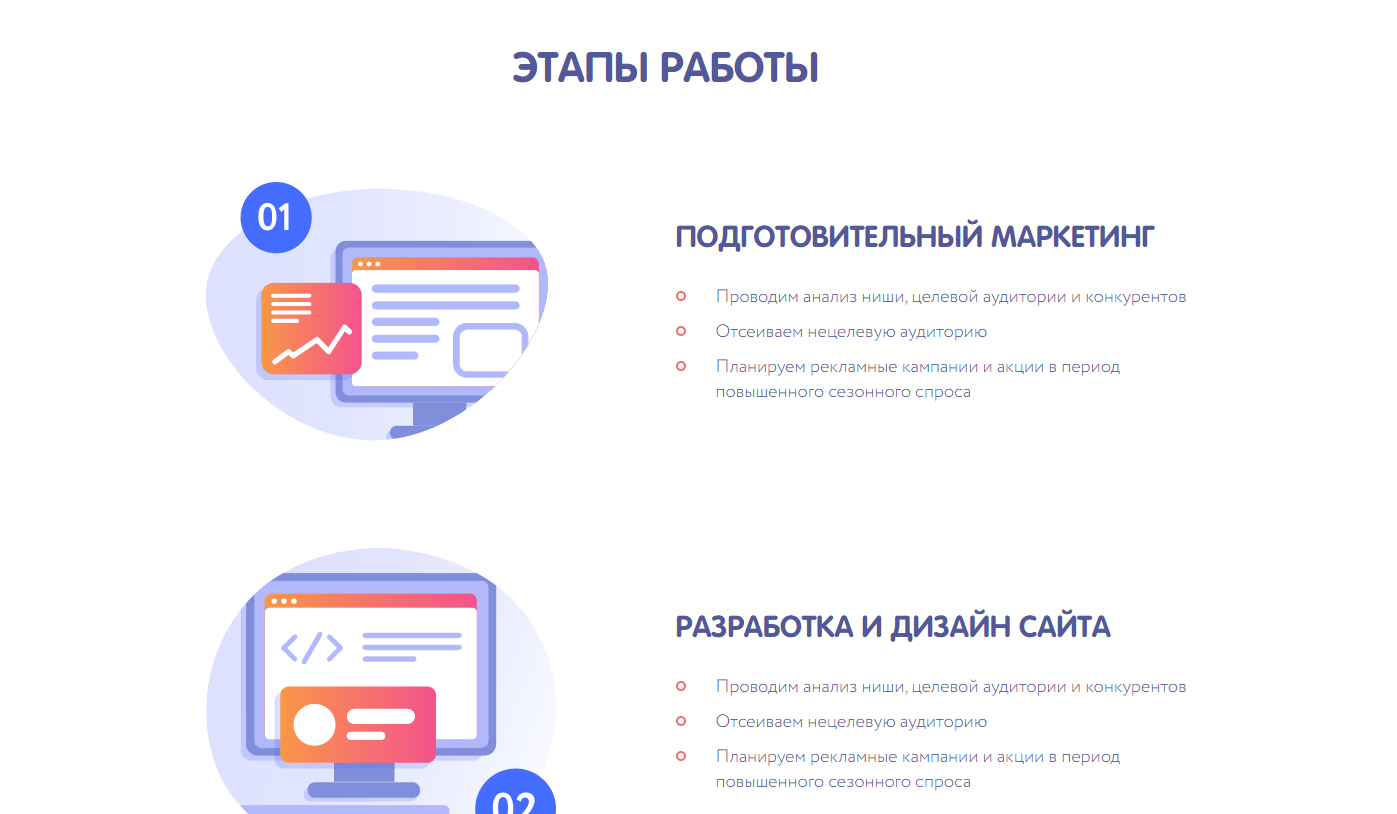 ЭТАПЫ РАБОТЫ
01
ПОДГОТОВИТЕЛЬНЫЙ МАРКЕТИНГ
Проводим анализ ниши, целевой аудитории и конкурентов
Отсеиваем нецелевую аудиторию
Планируем рекламные кампании и акции в период
повышенного сезонного спроса
</>
РАЗРАБОТКА И ДИЗАЙН САЙТА
Проводим анализ ниши, целевой аудитории и конкурентов
Отсеиваем нецелевую аудиторию
Планируем рекламные кампании и акции в период
повышенного сезонного спроса
02